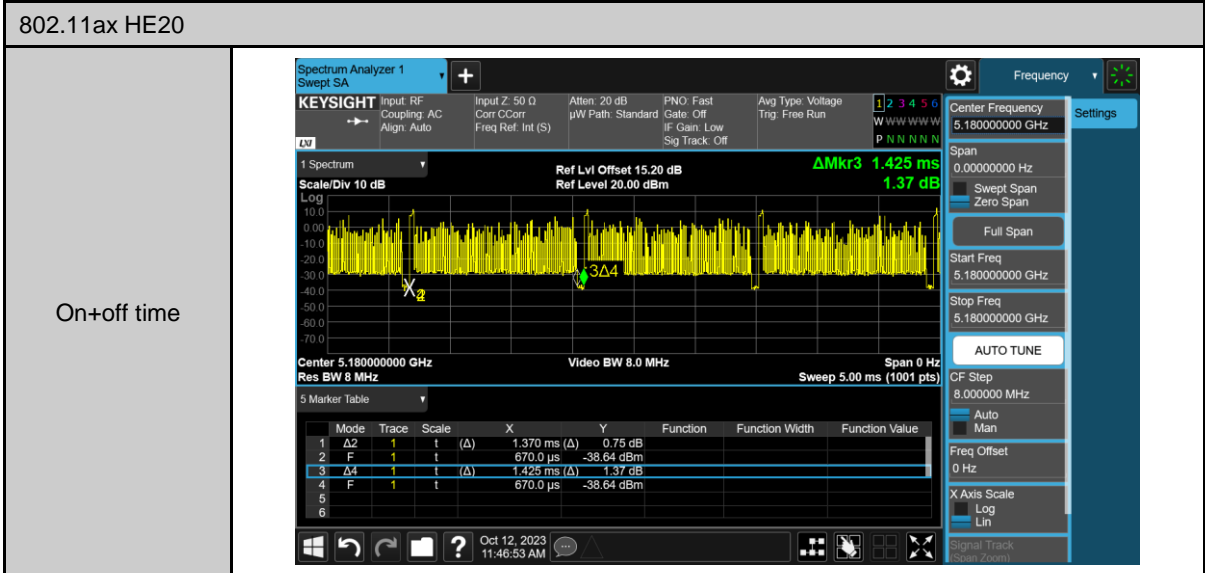 802.11ax HE20
On+off time
Spectrum Analyzer 1
Swept SA
+
Frequency
KEYSIGHT
Input: RF
Coupling: AC
Align: Auto
Input Z: 50 Ω
Corr CCorr
Freq Ref: Int (S)
Atten: 20 dB
µW Path: Standard
PNO: Fast
Gate: Off
IF Gain: Low
Sig Track: Off
Avg Type: Voltage
Trig: Free Run
1 2 3 4 5 6
W W W W W W
P N N N N N
LXI
1 Spectrum
Scale/Div 10 dB
Ref Lvl Offset 15.20 dB
Ref Level 20.00 dBm
ΔMkr3 1.425 ms
1.37 dB
Log
10.0
0.00
-10.0
-20.0
-30.0
-40.0
-50.0
-60.0
-70.0
3Δ4
Center 5.180000000 GHz
Res BW 8 MHz
Video BW 8.0 MHz
Span 0 Hz
Sweep 5.00 ms (1001 pts)
5 Marker Table
Mode Trace Scale X Y Function Function Width Function Value
1 Δ2 1 t (Δ) 1.370 ms (Δ) 0.75 dB
2 F 1 t 670.0 µs -38.64 dBm
3 Δ4 1 t (Δ) 1.425 ms (Δ) 1.37 dB
4 F 1 t 670.0 µs -38.64 dBm
5
6
?
Oct 12, 2023
11:46:53 AM
Center Frequency
5.180000000 GHz
Settings
Span
0.00000000 Hz
Swept Span
Zero Span
Full Span
Start Freq
5.180000000 GHz
Stop Freq
5.180000000 GHz
AUTO TUNE
CF Step
8.000000 MHz
Auto
Man
Freq Offset
0 Hz
X Axis Scale
Log
Lin
Signal Track
(Span Zoom)